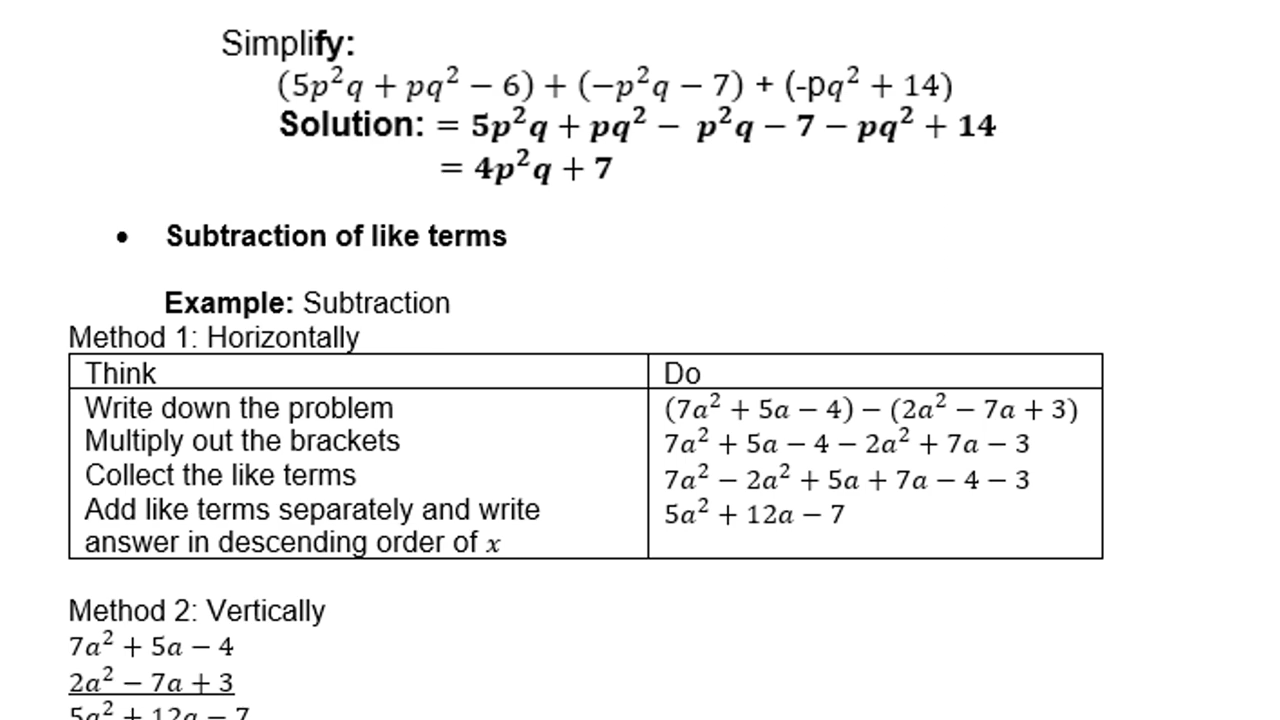 Simplify:
(5p²q + pq² − 6) + (−p²q − 7) + (-pq² + 14)
Solution: = 5p²q + pq² − p²q − 7 − pq² + 14
= 4p²q + 7
• Subtraction of like terms
Example: Subtraction
Method 1: Horizontally
Think
Do
Write down the problem
(7a² + 5a − 4) − (2a² − 7a + 3)
Multiply out the brackets
7a² + 5a − 4 − 2a² + 7a − 3
Collect the like terms
7a² − 2a² + 5a + 7a − 4 − 3
Add like terms separately and write
5a² + 12a − 7
answer in descending order of x
Method 2: Vertically
7a² + 5a − 4
2a² − 7a + 3
5a² + 12a − 7